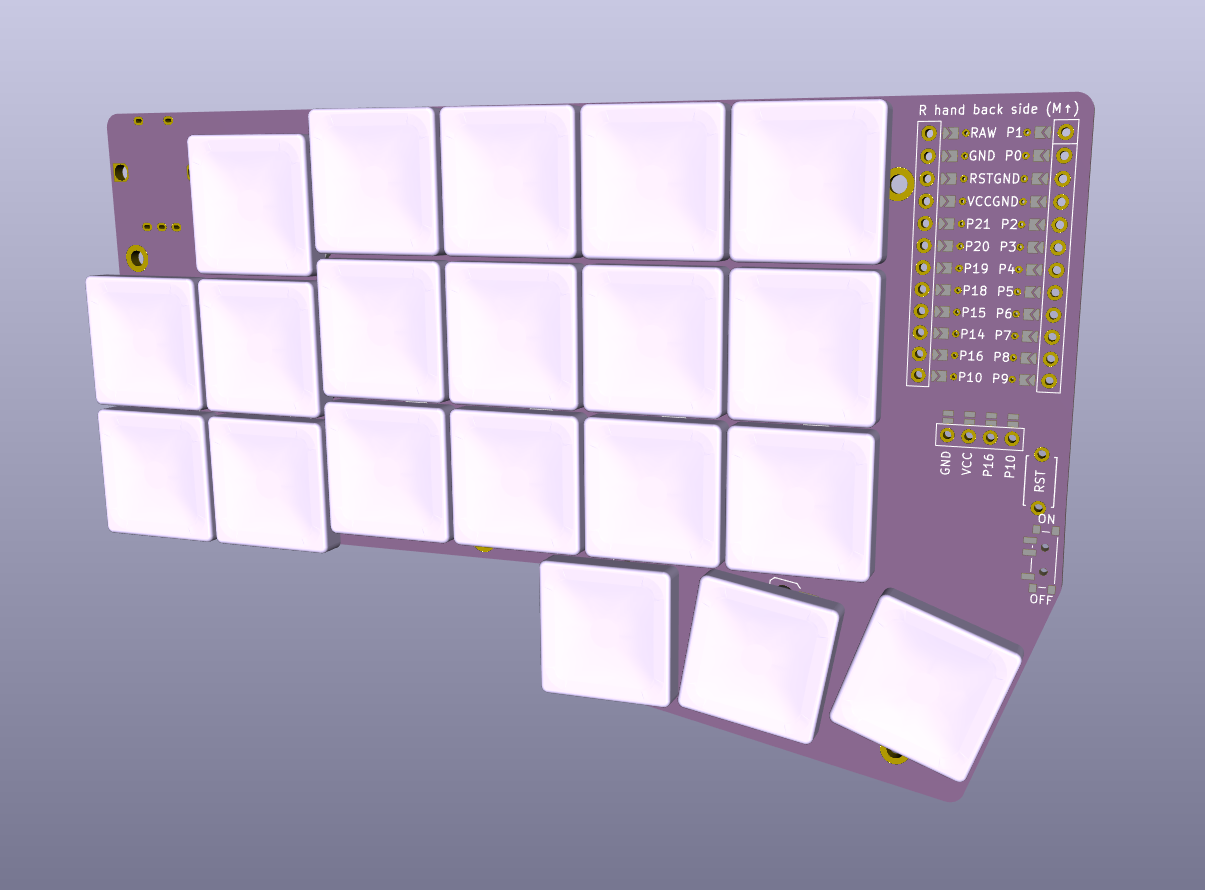 R hand back side (M↑)
RAW P1
GND P0
RSTGND
VCCGND
P21 P2
P20 P3
P19 P4
P18 P5
P15 P6
P14 P7
P16 P8
P10 P9
GND VCC P16 P10
RST
ON
OFF